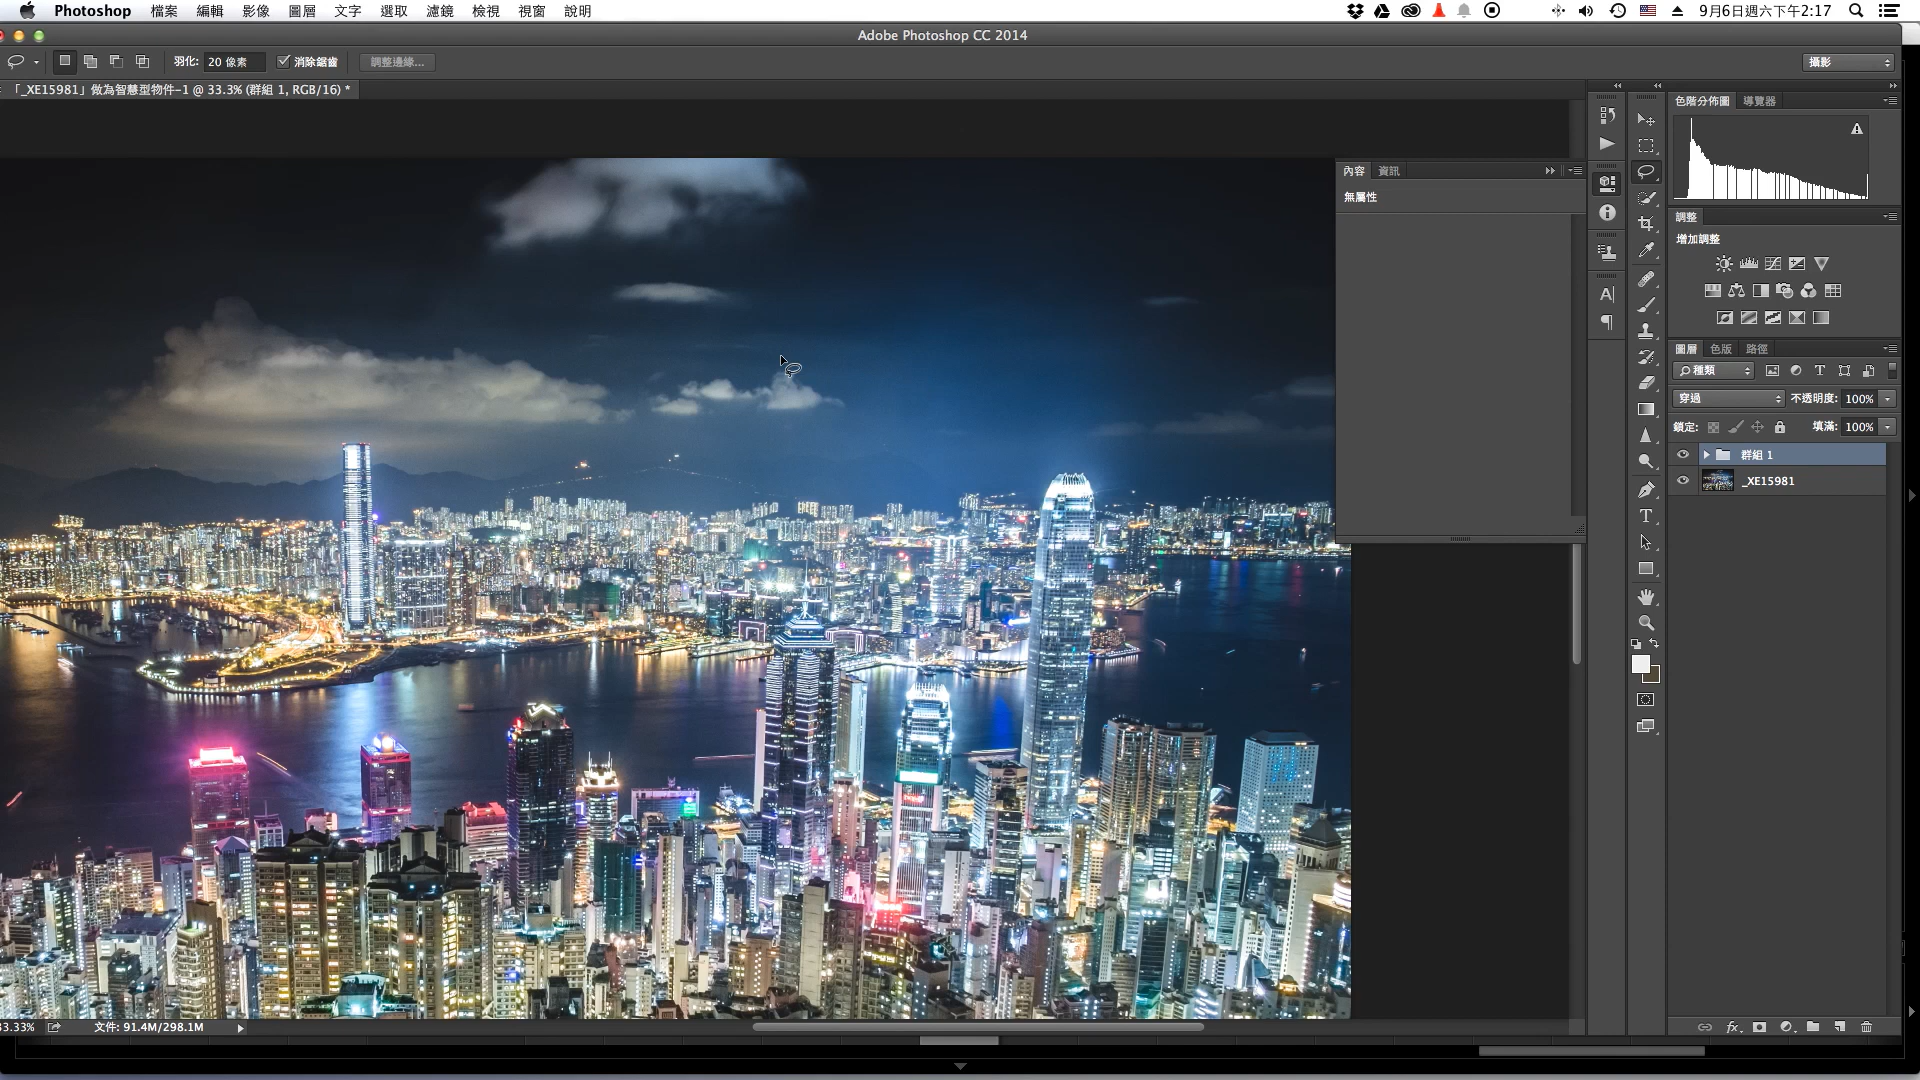 Photoshop 檔案 編輯 影像 圖層 文字 選取 濾鏡 檢視 視窗 說明 9月6日週六下午2:17
Adobe Photoshop CC 2014
羽化: 20 像素 消除鋸齒 調整邊緣... 攝影
「_XE15981」做為智慧型物件-1 @ 33.3% (群組 1, RGB/16) *
色階分佈圖 導覽器
內容 資訊
無屬性
調整
增加調整
圖層 色版 路徑
種類
穿過 不透明度: 100%
鎖定: 填滿: 100%
群組 1
_XE15981
33.33% 文件: 91.4M/298.1M